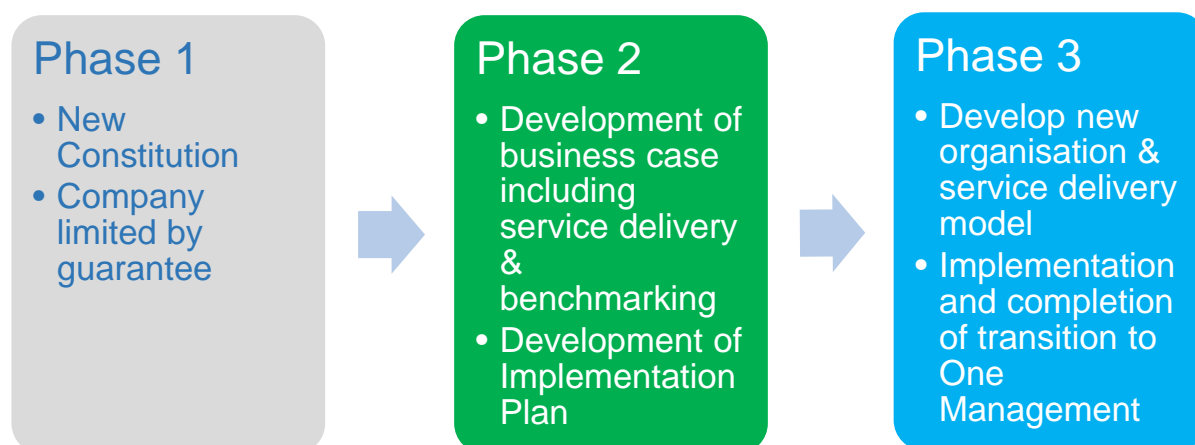 Phase 1
• New
Constitution
• Company
limited by
guarantee
Phase 2
• Development of
business case
including
service delivery
&
benchmarking
• Development of
Implementation
Plan
Phase 3
• Develop new
organisation &
service delivery
model
• Implementation
and completion
of transition to
One
Management